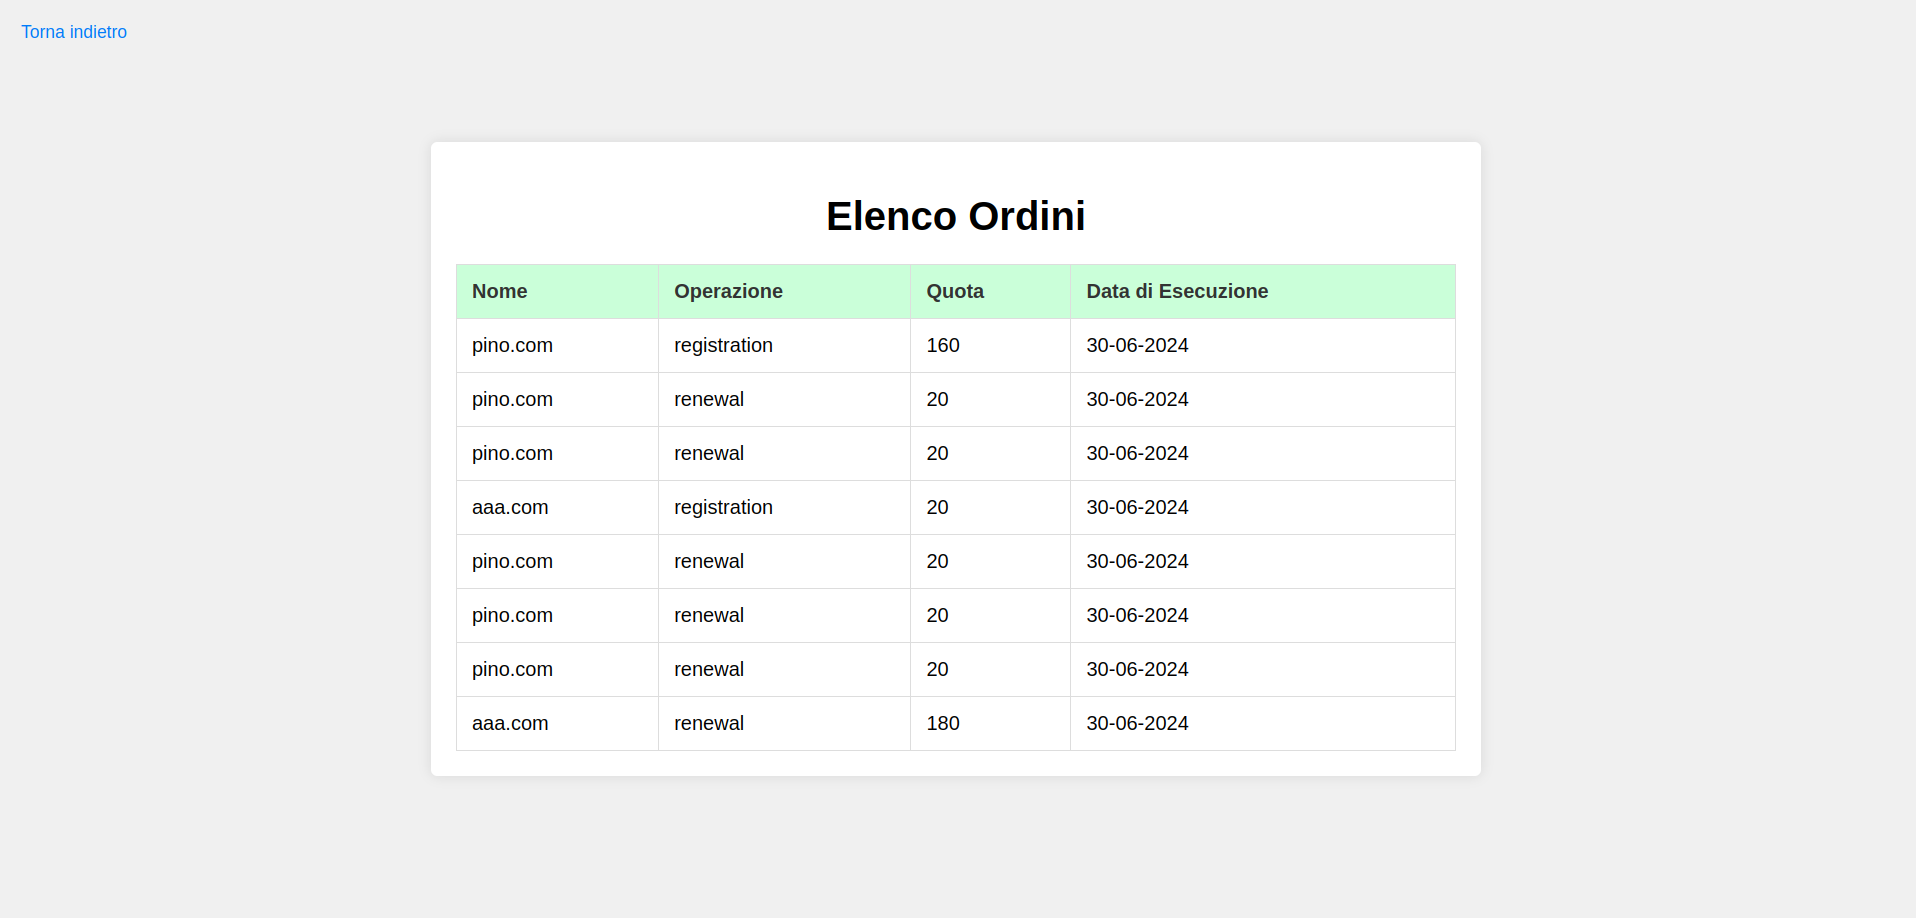 Torna indietro
Elenco Ordini
Nome Operazione Quota Data di Esecuzione
pino.com registration 160 30-06-2024
pino.com renewal 20 30-06-2024
pino.com renewal 20 30-06-2024
aaa.com registration 20 30-06-2024
pino.com renewal 20 30-06-2024
pino.com renewal 20 30-06-2024
pino.com renewal 20 30-06-2024
aaa.com renewal 180 30-06-2024